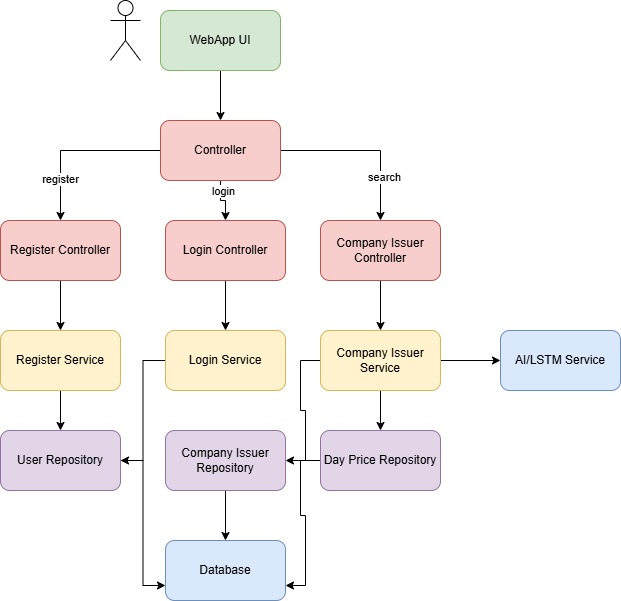 WebApp UI
Controller
register
login
search
Register Controller
Login Controller
Company Issuer
Controller
Register Service
Login Service
Company Issuer
Service
AI/LSTM Service
User Repository
Company Issuer
Repository
Day Price Repository
Database